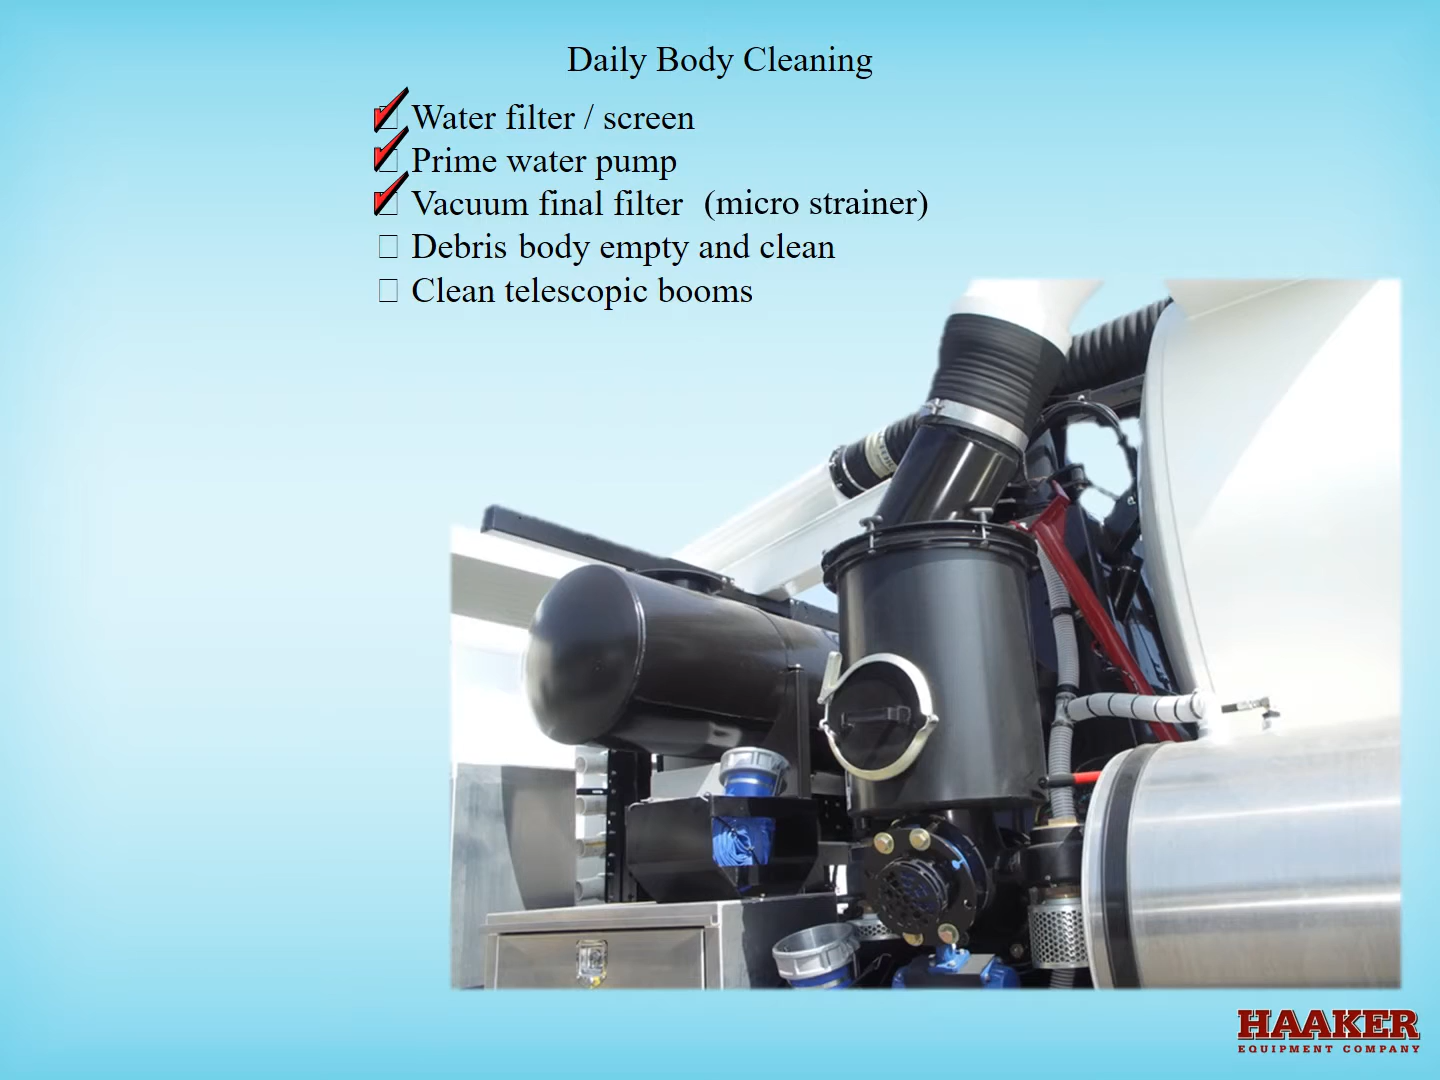 Daily Body Cleaning
Water filter / screen
Prime water pump
Vacuum final filter (micro strainer)
Debris body empty and clean
Clean telescopic booms
HAAKER
EQUIPMENT COMPANY